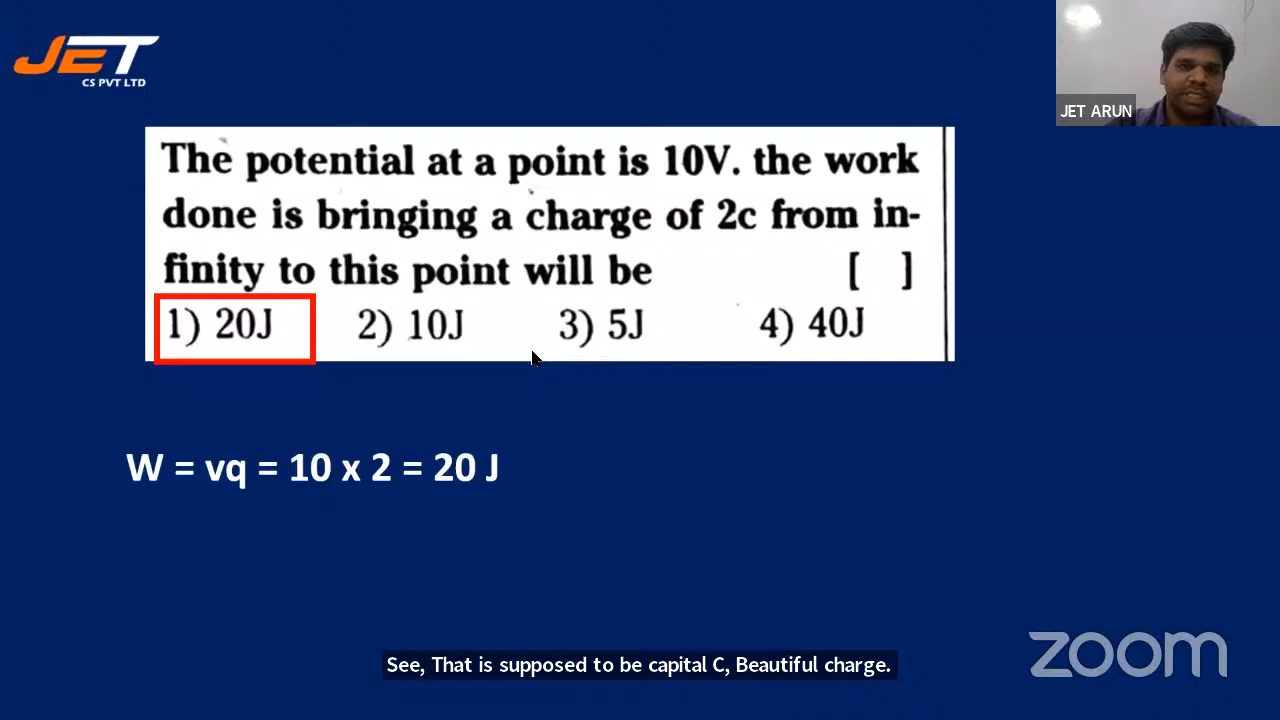 JET
CS PVT LTD
JET ARUN
The potential at a point is 10V. the work
done is bringing a charge of 2c from in-
finity to this point will be [ ]
1) 20J 2) 10J 3) 5J 4) 40J
W = vq = 10 x 2 = 20 J
See, That is supposed to be capital C, Beautiful charge.
zoom